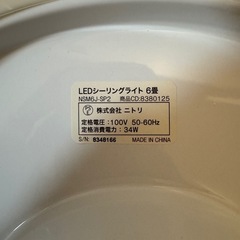 LEDシーリングライト 6畳
NSM6J-SP2 商品CD:8380125
株式会社 ニトリ
定格電圧:100V 50-60Hz
定格消費電力:34W
S/N: 8348166 MADE IN CHINA